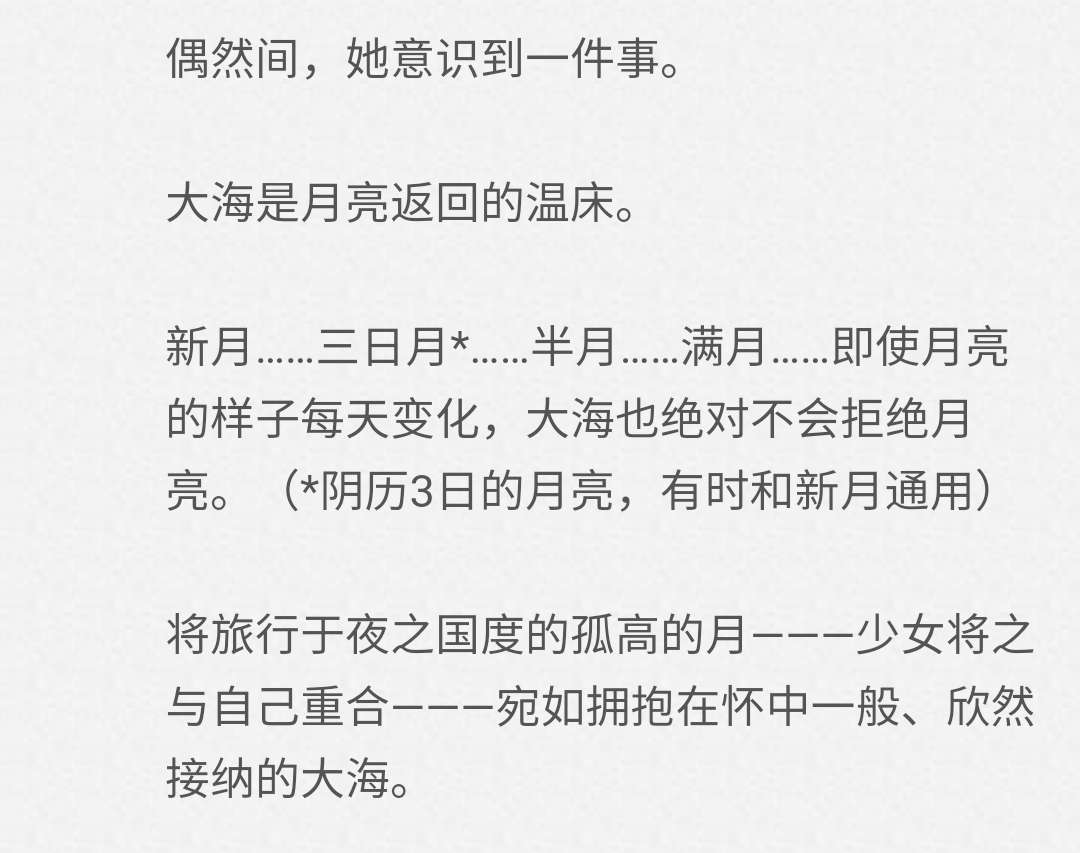 偶然间，她意识到一件事。
大海是月亮返回的温床。
新月……三日月*……半月……满月……即使月亮
的样子每天变化，大海也绝对不会拒绝月
亮。（*阴历3日的月亮，有时和新月通用）
将旅行于夜之国度的孤高的月———少女将之
与自己重合———宛如拥抱在怀中一般、欣然
接纳的大海。